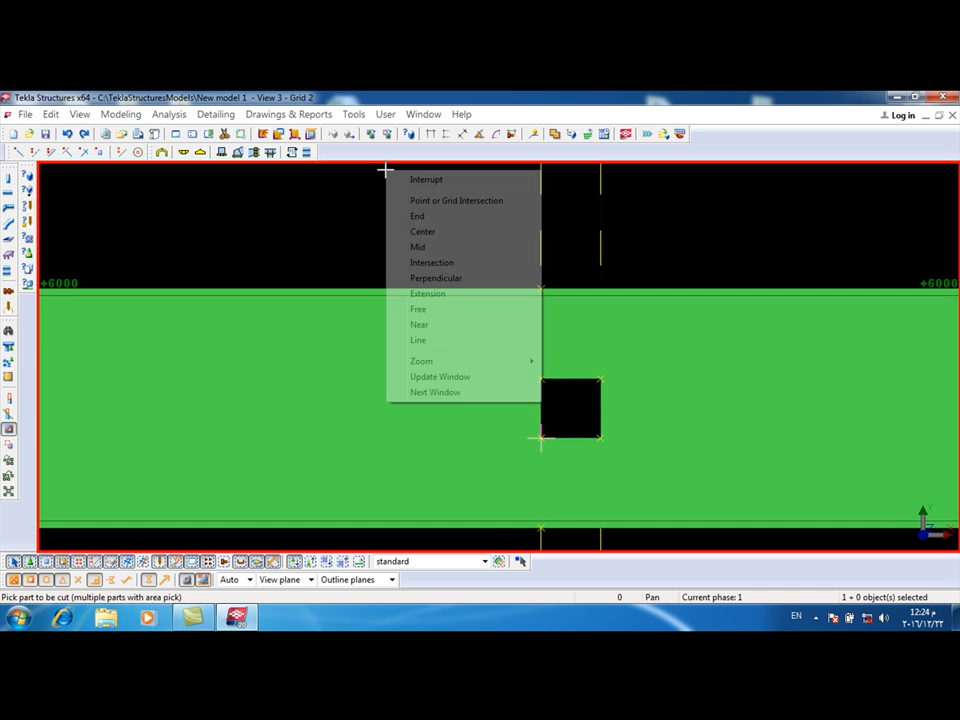 Tekla Structures x64 - C:\TeklaStructuresModels\New model 1 - View 3 - Grid 2
File Edit View Modeling Analysis Detailing Drawings & Reports Tools User Window Help
Log in
Interrupt
Point or Grid Intersection
End
Center
Mid
Intersection
Perpendicular
+6000 +6000
Extension
Free
Near
Line
Zoom
Update Window
Next Window
standard
Auto View plane Outline planes
Pick part to be cut (multiple parts with area pick) 0 Pan Current phase: 1 1 + 0 object(s) selected
EN
12:24 م
٢٠١٦/١٢/٢٢